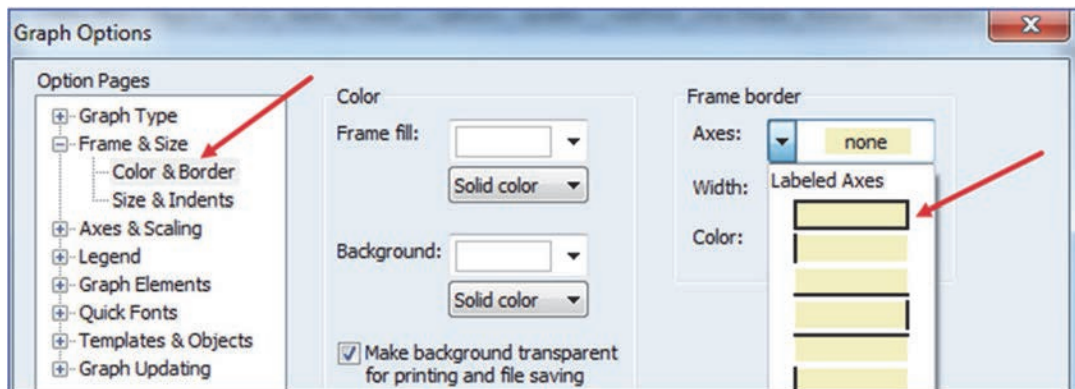 Graph Options
Option Pages
Graph Type
Frame & Size
Color & Border
Size & Indents
Axes & Scaling
Legend
Graph Elements
Quick Fonts
Templates & Objects
Graph Updating
Color
Frame fill:
Solid color
Background:
Solid color
Make background transparent
for printing and file saving
Frame border
Axes:
none
Width:
Labeled Axes
Color: